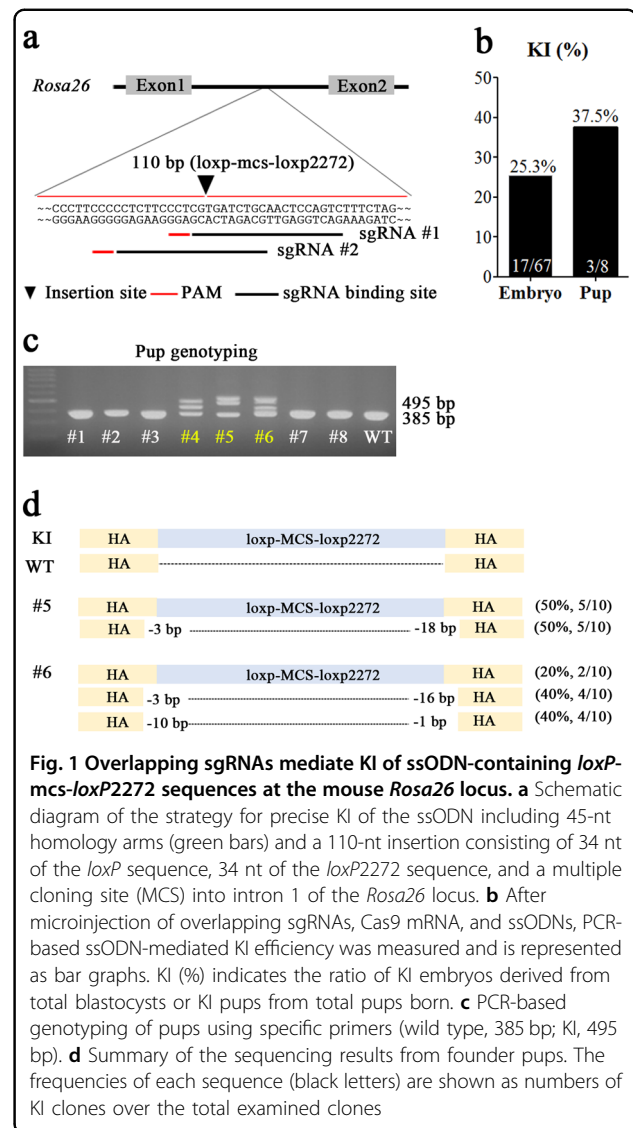 a
Rosa26
Exon1
Exon2
110 bp (loxp-mcs-loxp2272)
~~CCCTTCCCCCTCTTCCCTCGTGATCTGCAACTCCAGTCTTTCTAG~~
~~GGGAAGGGGGAGAAGGGAGCACTAGACGTTGAGGTCAGAAAGATC~~
sgRNA #1
sgRNA #2
▼ Insertion site
PAM
sgRNA binding site
b
KI (%)
50
40
30
20
10
0
25.3%
37.5%
17/67
3/8
Embryo
Pup
c
Pup genotyping
495 bp
385 bp
#1 #2 #3 #4 #5 #6 #7 #8 WT
d
KI HA loxp-MCS-loxp2272 HA
WT HA HA
#5 HA loxp-MCS-loxp2272 HA (50%, 5/10)
HA -3 bp -18 bp HA (50%, 5/10)
#6 HA loxp-MCS-loxp2272 HA (20%, 2/10)
HA -3 bp -16 bp HA (40%, 4/10)
HA -10 bp -1 bp HA (40%, 4/10)
Fig. 1 Overlapping sgRNAs mediate KI of ssODN-containing loxP-
mcs-loxP2272 sequences at the mouse Rosa26 locus. a Schematic
diagram of the strategy for precise KI of the ssODN including 45-nt
homology arms (green bars) and a 110-nt insertion consisting of 34 nt
of the loxP sequence, 34 nt of the loxP2272 sequence, and a multiple
cloning site (MCS) into intron 1 of the Rosa26 locus. b After
microinjection of overlapping sgRNAs, Cas9 mRNA, and ssODNs, PCR-
based ssODN-mediated KI efficiency was measured and is represented
as bar graphs. KI (%) indicates the ratio of KI embryos derived from
total blastocysts or KI pups from total pups born. c PCR-based
genotyping of pups using specific primers (wild type, 385 bp; KI, 495
bp). d Summary of the sequencing results from founder pups. The
frequencies of each sequence (black letters) are shown as numbers of
KI clones over the total examined clones